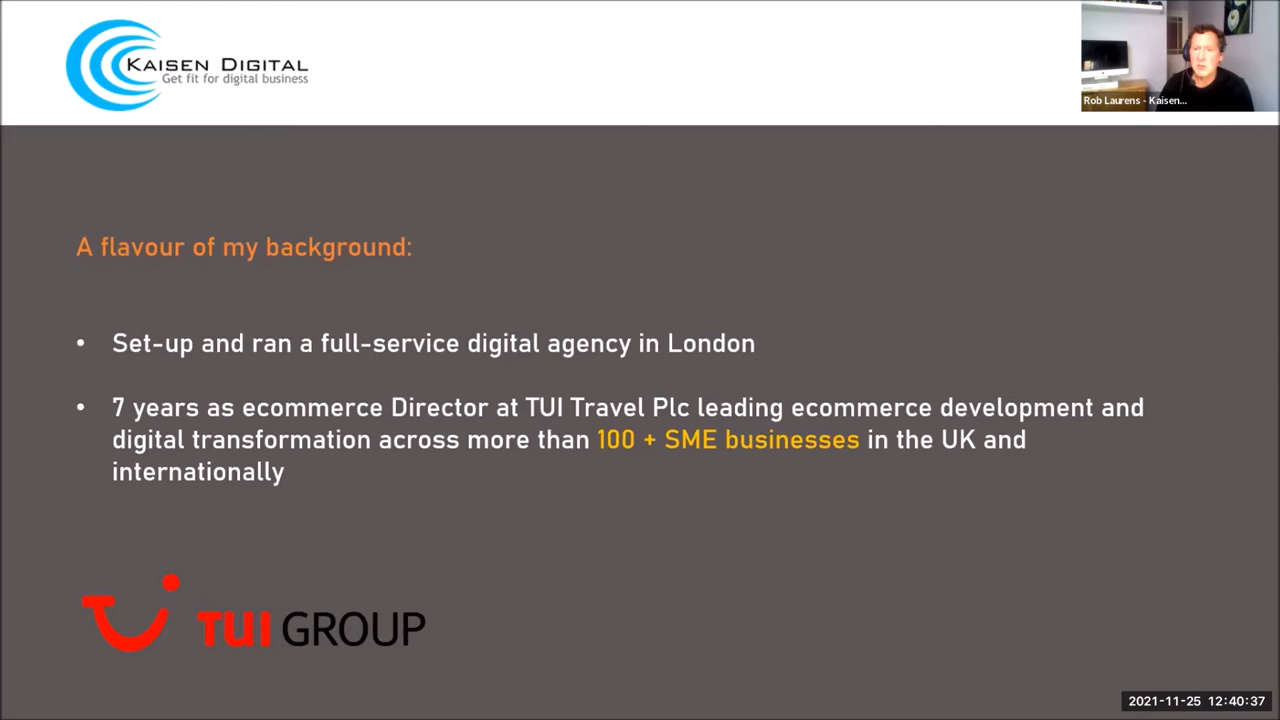 KAISEN DIGITAL
Get fit for digital business
Rob Laurens - Kaisen...
A flavour of my background:
• Set-up and ran a full-service digital agency in London
• 7 years as ecommerce Director at TUI Travel Plc leading ecommerce development and
digital transformation across more than 100 + SME businesses in the UK and
internationally
TUI GROUP
2021-11-25 12:40:37